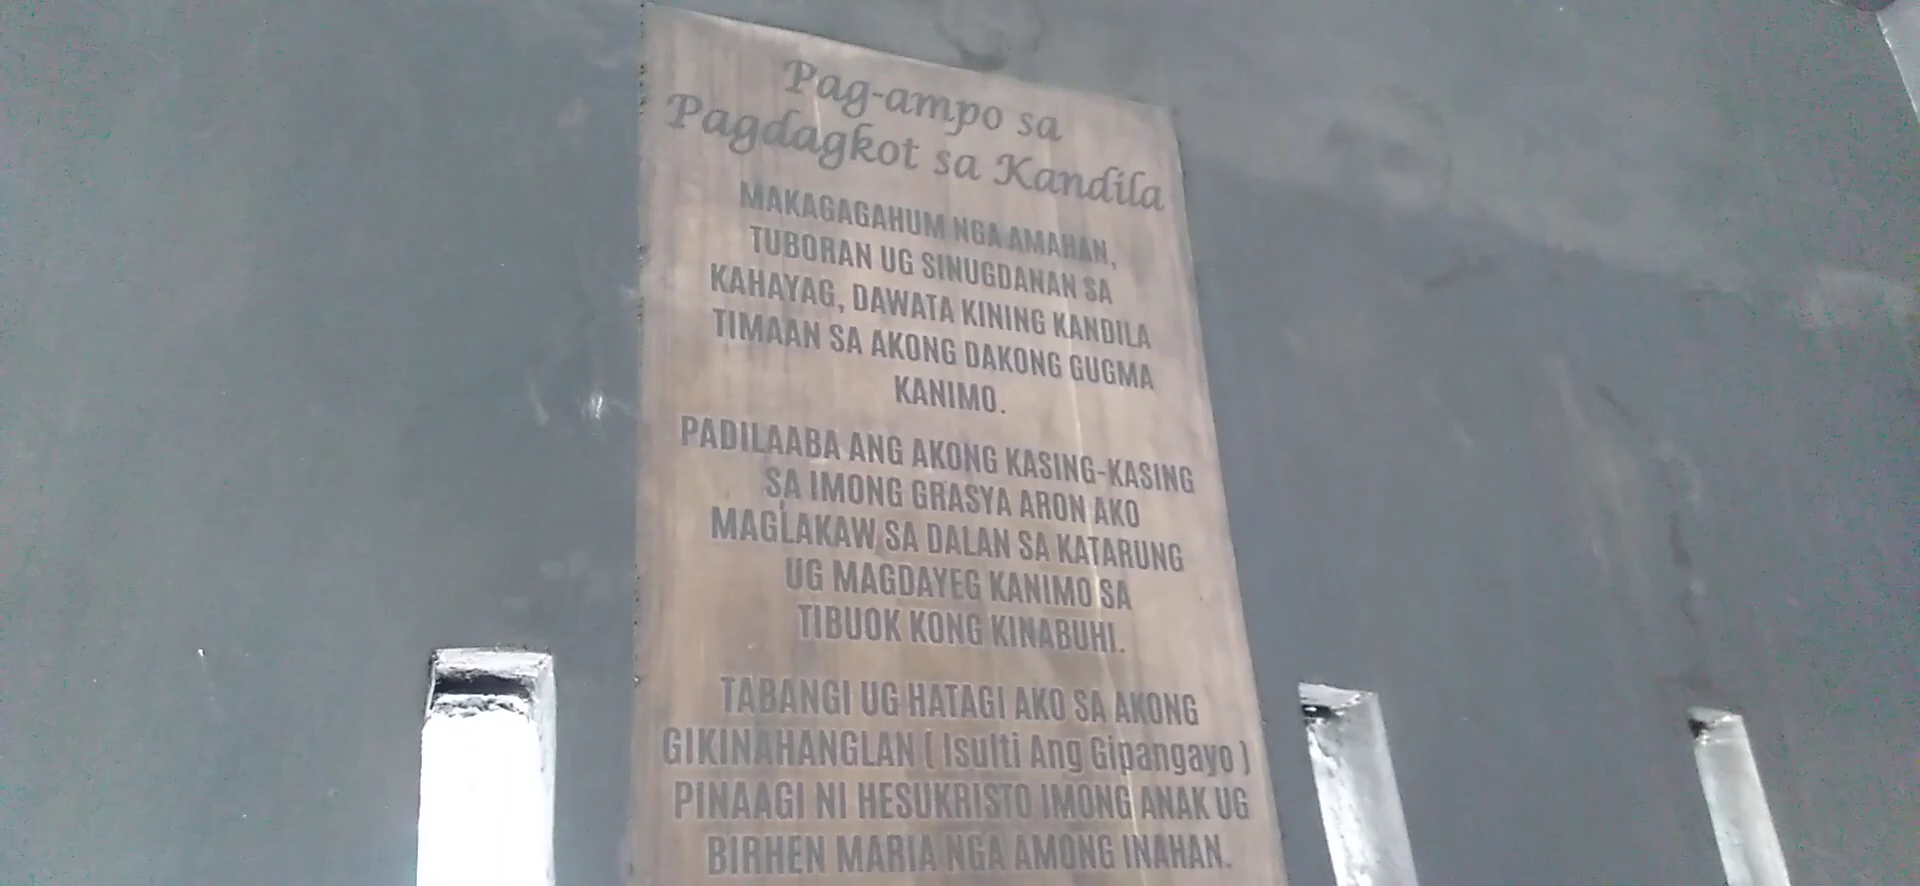 Pag-ampo sa
Pagdagkot sa Kandila
MAKAGAGAHUM NGA AMAHAN,
TUBORAN UG SINUGDANAN SA
KAHAYAG, DAWATA KINING KANDILA
TIMAAN SA AKONG DAKONG GUGMA
KANIMO.
PADILAABA ANG AKONG KASING-KASING
SA IMONG GRASYA ARON AKO
MAGLAKAW SA DALAN SA KATARUNG
UG MAGDAYEG KANIMO SA
TIBUOK KONG KINABUHI.
TABANGI UG HATAGI AKO SA AKONG
GIKINAHANGLAN ( Isulti Ang Gipangayo )
PINAAGI NI HESUKRISTO IMONG ANAK UG
BIRHEN MARIA NGA AMONG INAHAN.